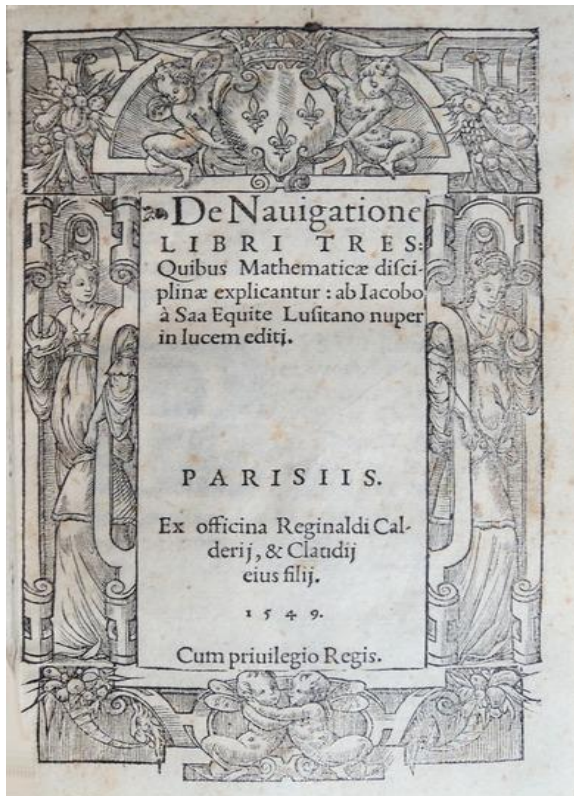 De Nauigatione
LIBRI TRES:
Quibus Mathematicæ disci-
plinæ explicantur : ab Iacobo
à Saa Equite Lusitano nuper
in lucem editj.
PARISIIS.
Ex officina Reginaldi Cal-
derij, & Claudij
eius filij.
1549.
Cum priuilegio Regis.